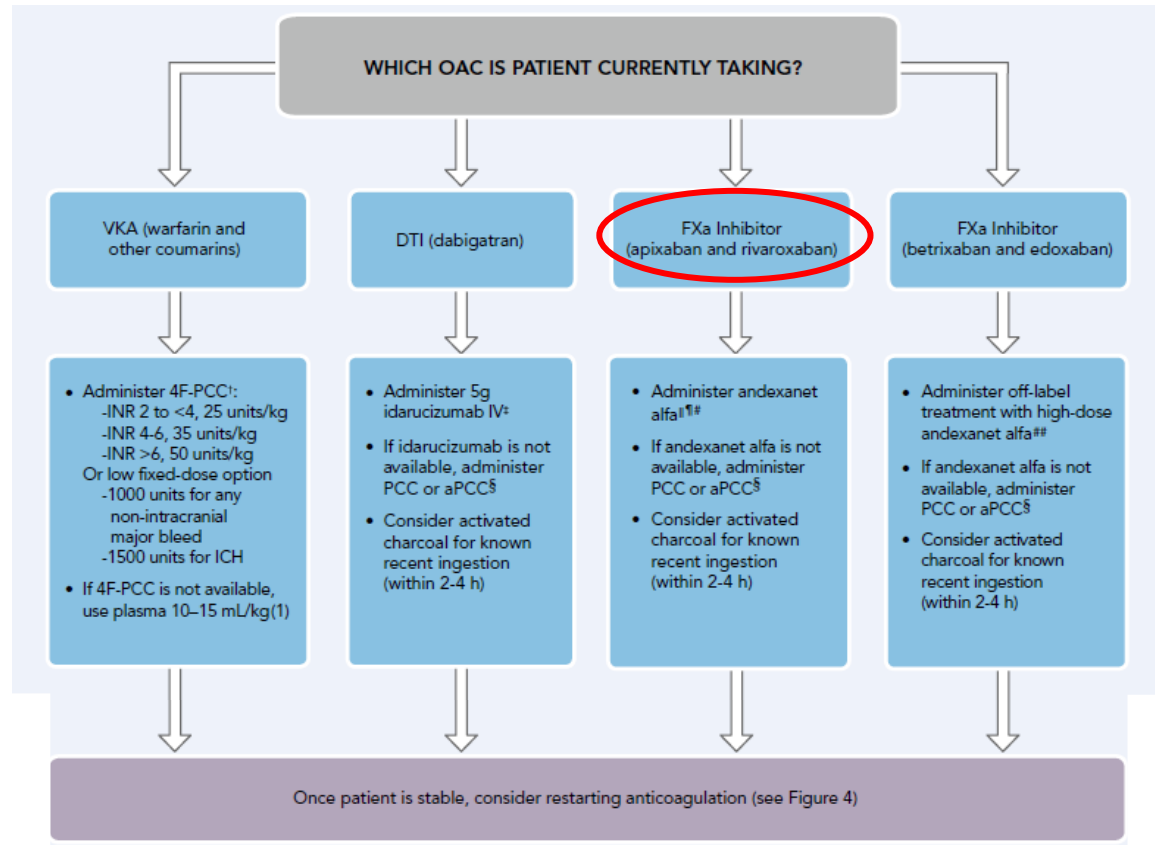 WHICH OAC IS PATIENT CURRENTLY TAKING?
VKA (warfarin and
other coumarins)
DTI (dabigatran)
FXa Inhibitor
(apixaban and rivaroxaban)
FXa Inhibitor
(betrixaban and edoxaban)
• Administer 4F-PCC†:
-INR 2 to <4, 25 units/kg
-INR 4-6, 35 units/kg
-INR >6, 50 units/kg
Or low fixed-dose option
-1000 units for any
non-intracranial
major bleed
-1500 units for ICH
• If 4F-PCC is not available,
use plasma 10–15 mL/kg(1)
• Administer 5g
idarucizumab IV‡
• If idarucizumab is not
available, administer
PCC or aPCC§
• Consider activated
charcoal for known
recent ingestion
(within 2-4 h)
• Administer andexanet
alfa‖¶#
• If andexanet alfa is not
available, administer
PCC or aPCC§
• Consider activated
charcoal for known
recent ingestion
(within 2-4 h)
• Administer off-label
treatment with high-dose
andexanet alfa##
• If andexanet alfa is not
available, administer
PCC or aPCC§
• Consider activated
charcoal for known
recent ingestion
(within 2-4 h)
Once patient is stable, consider restarting anticoagulation (see Figure 4)